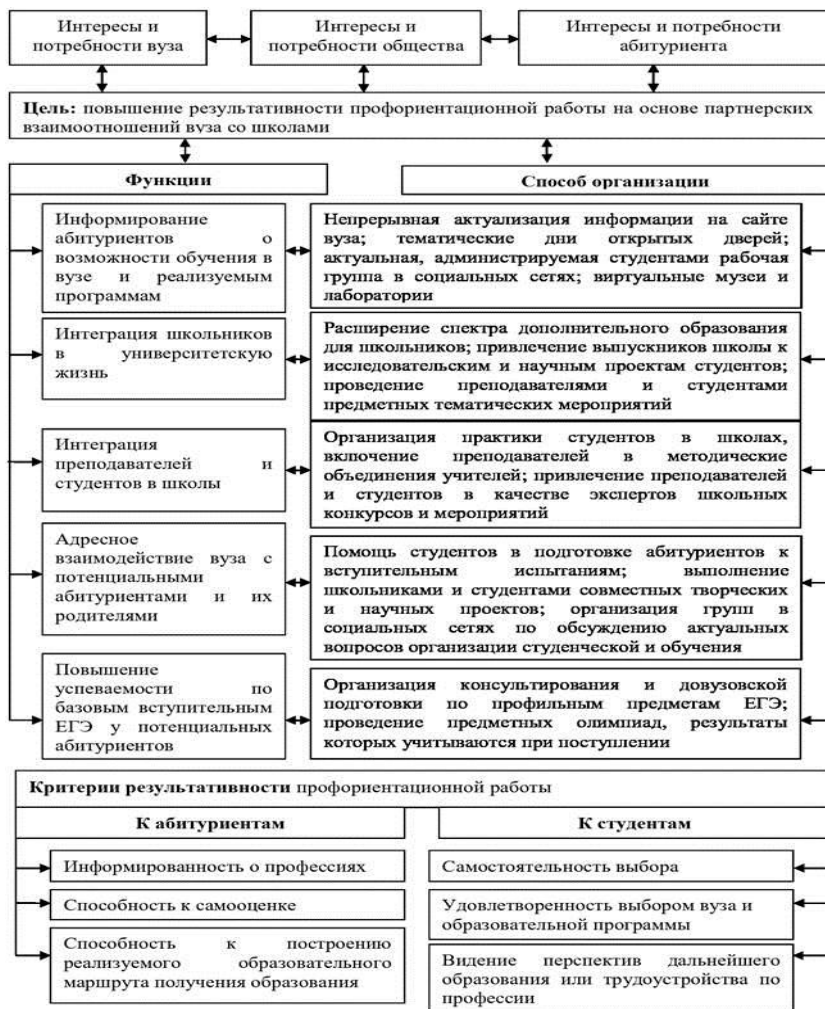 Интересы и
потребности вуза
Интересы и
потребности общества
Интересы и потребности
абитуриента
Цель: повышение результативности профориентационной работы на основе партнерских
взаимоотношений вуза со школами
Функции
Способ организации
Информирование
абитуриентов о
возможности обучения в
вузе и реализуемым
программам
Непрерывная актуализация информации на сайте
вуза; тематические дни открытых дверей;
актуальная, администрируемая студентами рабочая
группа в социальных сетях; виртуальные музеи и
лаборатории
Интеграция школьников
в университетскую
жизнь
Расширение спектра дополнительного образования
для школьников; привлечение выпускников школы к
исследовательским и научным проектам студентов;
проведение преподавателями и студентами
предметных тематических мероприятий
Интеграция
преподавателей и
студентов в школы
Организация практики студентов в школах,
включение преподавателей в методические
объединения учителей; привлечение преподавателей
и студентов в качестве экспертов школьных
конкурсов и мероприятий
Адресное
взаимодействие вуза с
потенциальными
абитуриентами и их
родителями
Помощь студентов в подготовке абитуриентов к
вступительным испытаниям; выполнение
школьниками и студентами совместных творческих
и научных проектов; организация групп в
социальных сетях по обсуждению актуальных
вопросов организации студенческой и обучения
Повышение
успеваемости по
базовым вступительным
ЕГЭ у потенциальных
абитуриентов
Организация консультирования и довузовской
подготовки по профильным предметам ЕГЭ;
проведение предметных олимпиад, результаты
которых учитываются при поступлении
Критерии результативности профориентационной работы
К абитуриентам
К студентам
Информированность о профессиях
Способность к самооценке
Способность к построению
реализуемого образовательного
маршрута получения образования
Самостоятельность выбора
Удовлетворенность выбором вуза и
образовательной программы
Видение перспектив дальнейшего
образования или трудоустройства по
профессии